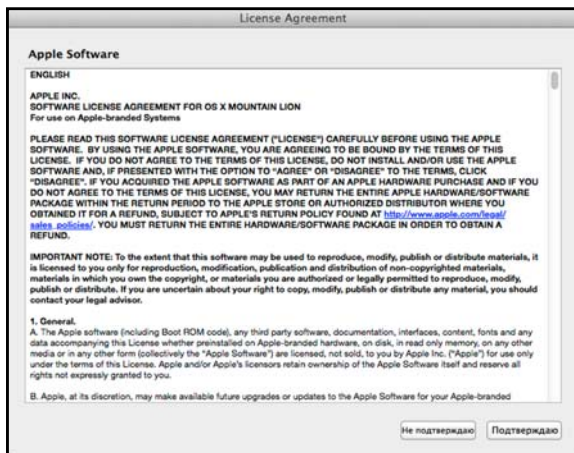 License Agreement
Apple Software
ENGLISH
APPLE INC.
SOFTWARE LICENSE AGREEMENT FOR OS X MOUNTAIN LION
For use on Apple-branded Systems
PLEASE READ THIS SOFTWARE LICENSE AGREEMENT ("LICENSE") CAREFULLY BEFORE USING THE APPLE
SOFTWARE. BY USING THE APPLE SOFTWARE, YOU ARE AGREEING TO BE BOUND BY THE TERMS OF THIS
LICENSE. IF YOU DO NOT AGREE TO THE TERMS OF THIS LICENSE, DO NOT INSTALL AND/OR USE THE APPLE
SOFTWARE AND, IF PRESENTED WITH THE OPTION TO "AGREE" OR "DISAGREE" TO THE TERMS, CLICK
"DISAGREE". IF YOU ACQUIRED THE APPLE SOFTWARE AS PART OF AN APPLE HARDWARE PURCHASE AND IF YOU
DO NOT AGREE TO THE TERMS OF THIS LICENSE, YOU MAY RETURN THE ENTIRE APPLE HARDWARE/SOFTWARE
PACKAGE WITHIN THE RETURN PERIOD TO THE APPLE STORE OR AUTHORIZED DISTRIBUTOR WHERE YOU
OBTAINED IT FOR A REFUND, SUBJECT TO APPLE'S RETURN POLICY FOUND AT http://www.apple.com/legal/
sales_policies/. YOU MUST RETURN THE ENTIRE HARDWARE/SOFTWARE PACKAGE IN ORDER TO OBTAIN A
REFUND.
IMPORTANT NOTE: To the extent that this software may be used to reproduce, modify, publish or distribute materials, it
is licensed to you only for reproduction, modification, publication and distribution of non-copyrighted materials,
materials in which you own the copyright, or materials you are authorized or legally permitted to reproduce, modify,
publish or distribute. If you are uncertain about your right to copy, modify, publish or distribute any material, you should
contact your legal advisor.
1. General.
A. The Apple software (including Boot ROM code), any third party software, documentation, interfaces, content, fonts and any
data accompanying this License whether preinstalled on Apple-branded hardware, on disk, in read only memory, on any other
media or in any other form (collectively the "Apple Software") are licensed, not sold, to you by Apple Inc. ("Apple") for use only
under the terms of this License. Apple and/or Apple's licensors retain ownership of the Apple Software itself and reserve all
rights not expressly granted to you.
B. Apple, at its discretion, may make available future upgrades or updates to the Apple Software for your Apple-branded
Не подтверждаю
Подтверждаю